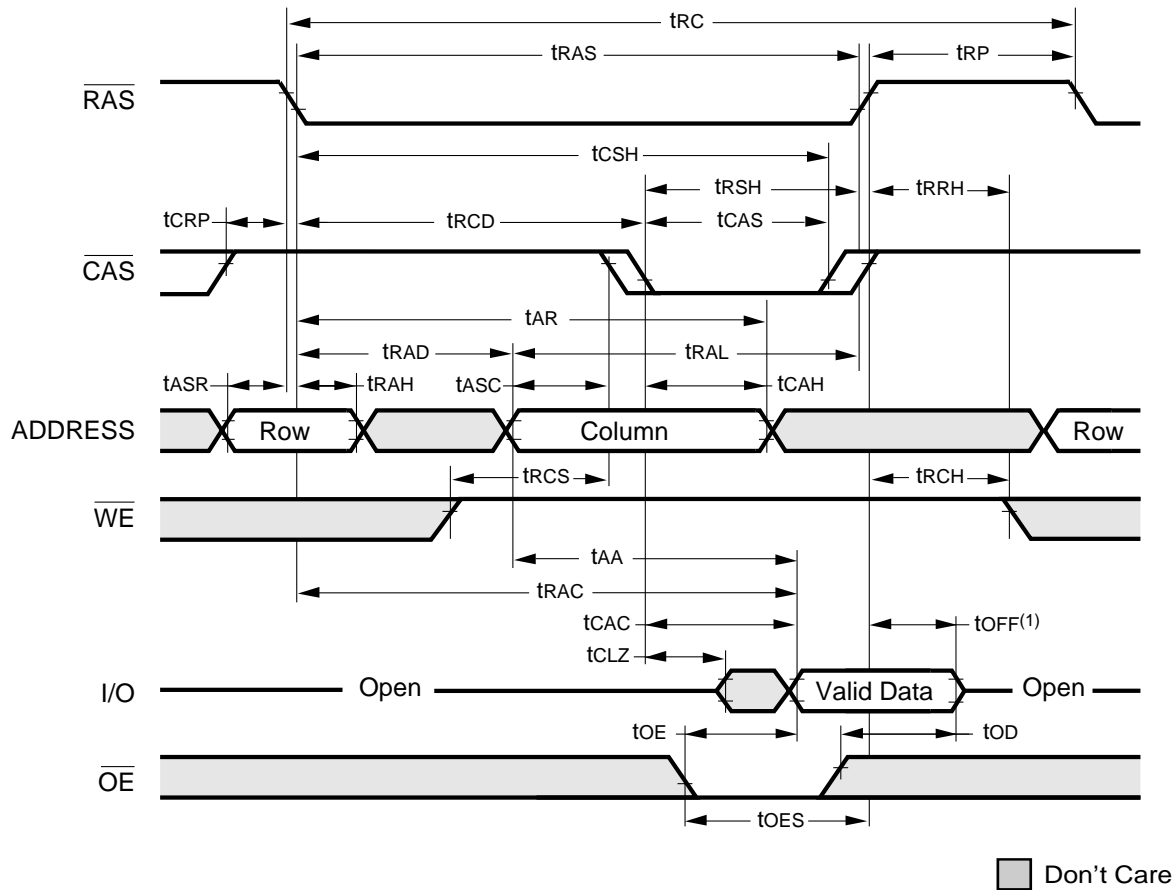 tRC
tRAS
tRP
RAS
tCSH
tRSH
tRRH
tCRP
tRCD
tCAS
CAS
tAR
tRAD
tRAL
tASR
tRAH
tASC
tCAH
ADDRESS
Row
Column
Row
tRCS
tRCH
WE
tAA
tRAC
tCAC
tOFF(1)
tCLZ
I/O
Open
Valid Data
Open
tOE
tOD
OE
tOES
Don't Care